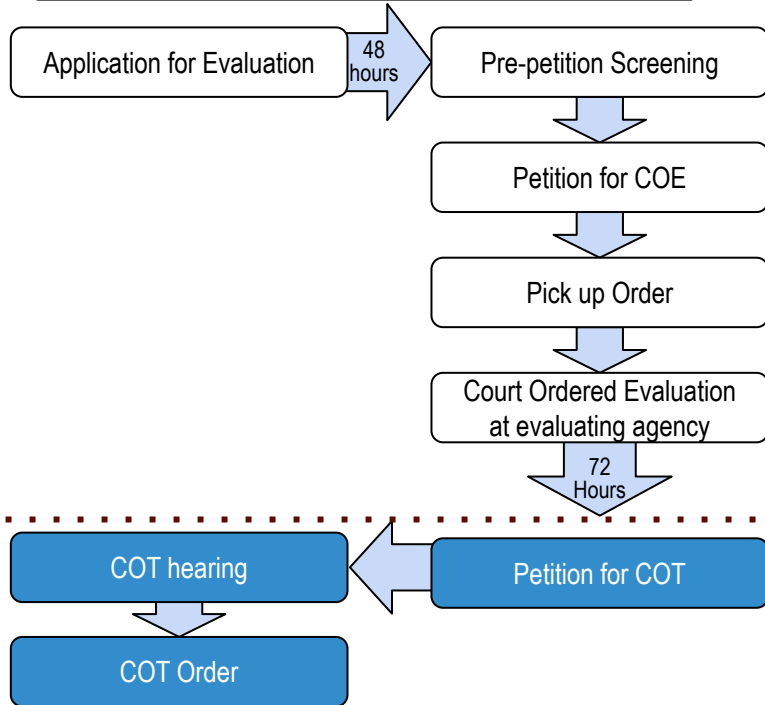 Application for Evaluation
48
hours
Pre-petition Screening
Petition for COE
Pick up Order
Court Ordered Evaluation
at evaluating agency
72
Hours
Petition for COT
COT hearing
COT Order